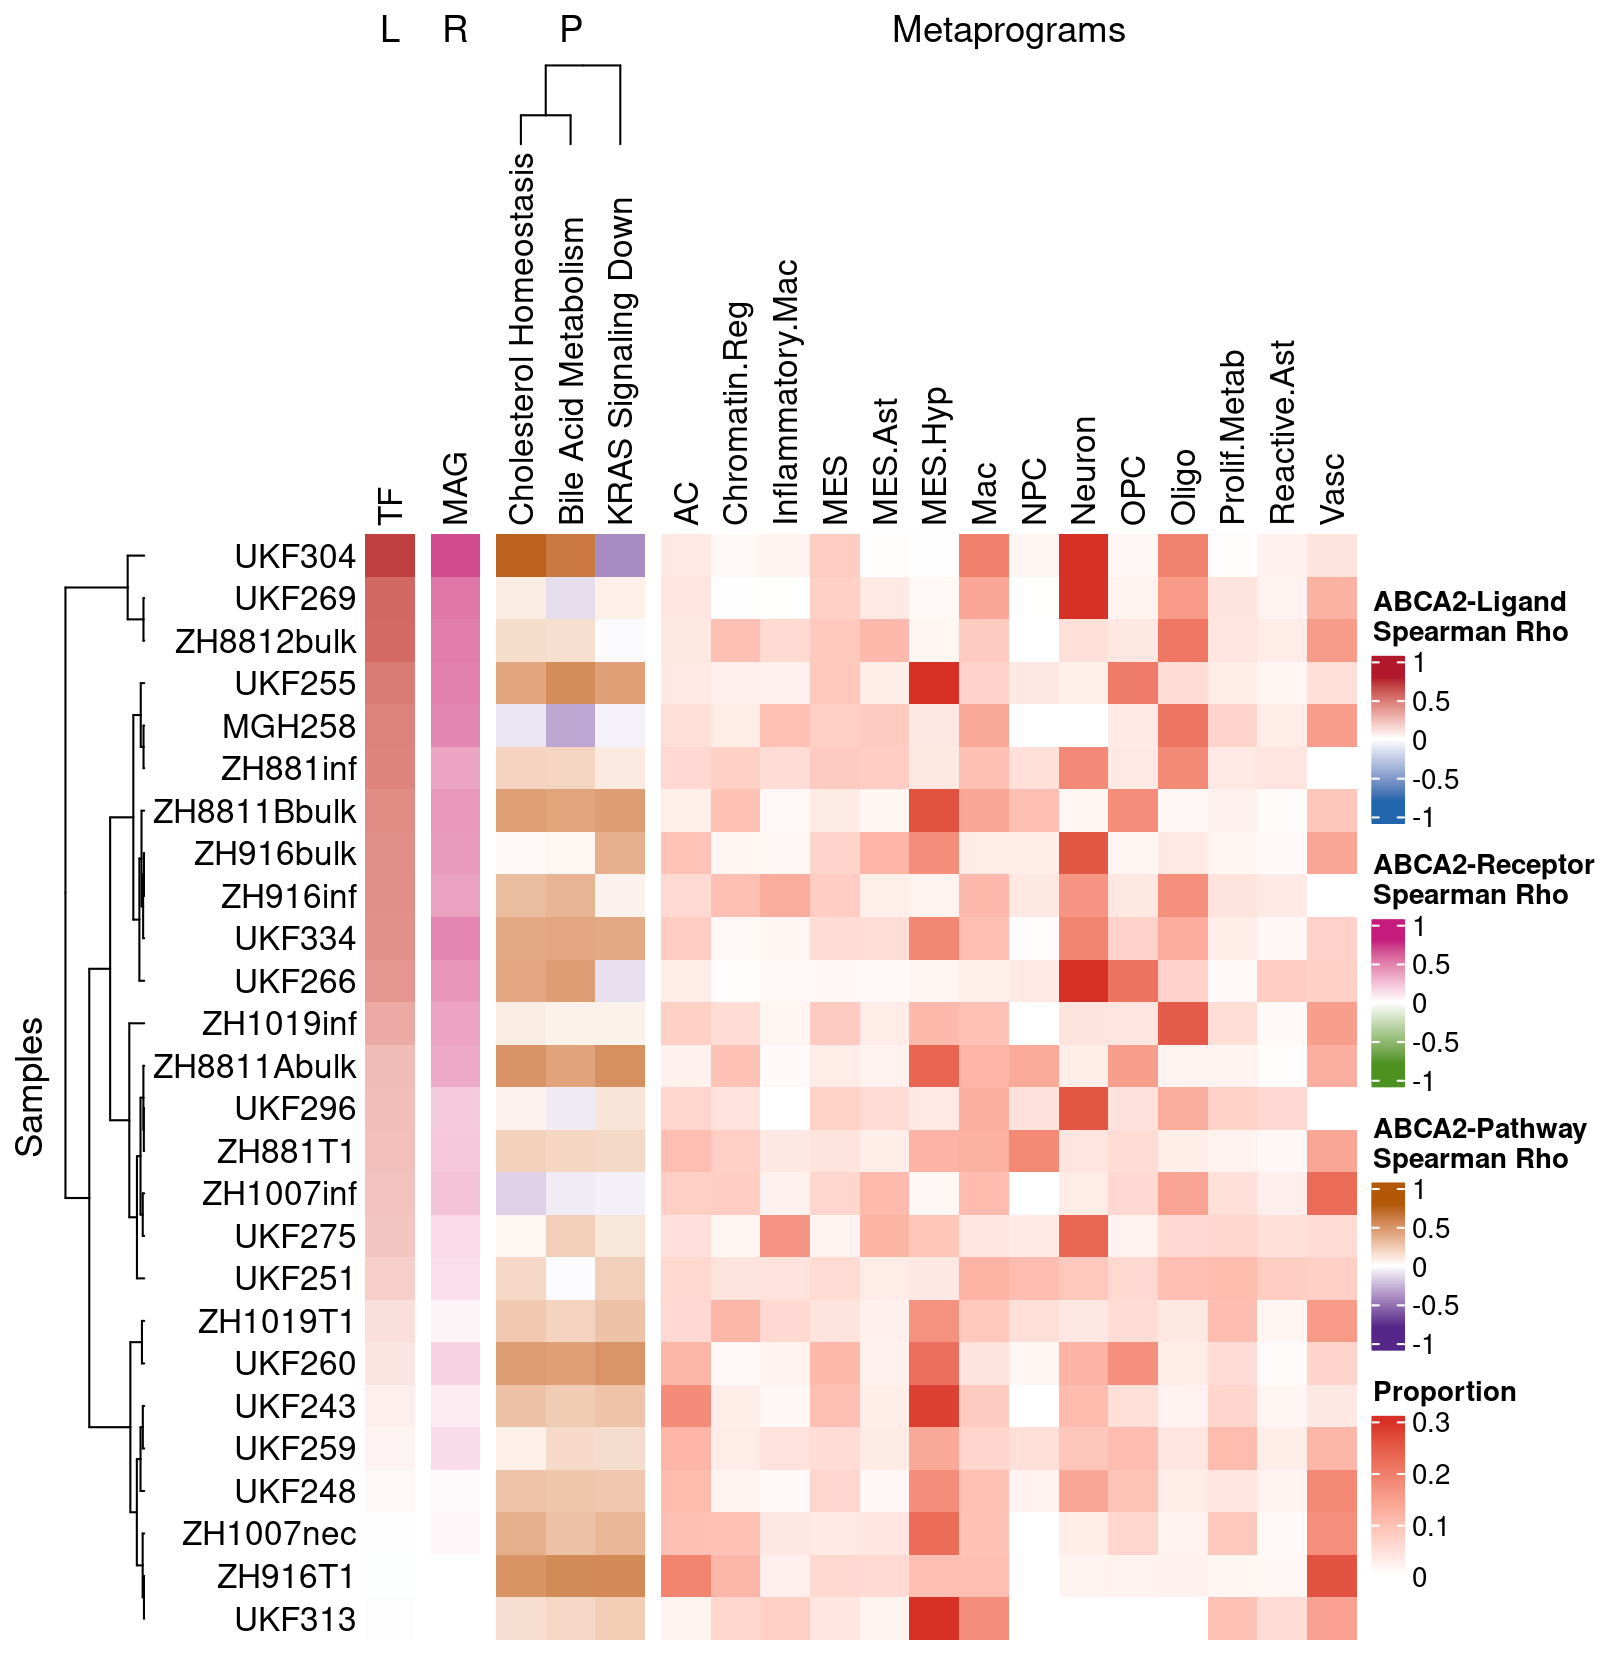 L R P Metaprograms
Cholesterol Homeostasis
Bile Acid Metabolism
KRAS Signaling Down
TF
MAG
AC
Chromatin.Reg
Inflammatory.Mac
MES
MES.Ast
MES.Hyp
Mac
NPC
Neuron
OPC
Oligo
Prolif.Metab
Reactive.Ast
Vasc
Samples
UKF304
UKF269
ZH8812bulk
UKF255
MGH258
ZH881inf
ZH8811Bbulk
ZH916bulk
ZH916inf
UKF334
UKF266
ZH1019inf
ZH8811Abulk
UKF296
ZH881T1
ZH1007inf
UKF275
UKF251
ZH1019T1
UKF260
UKF243
UKF259
UKF248
ZH1007nec
ZH916T1
UKF313
ABCA2-Ligand
Spearman Rho
1
0.5
0
-0.5
-1
ABCA2-Receptor
Spearman Rho
1
0.5
0
-0.5
-1
ABCA2-Pathway
Spearman Rho
1
0.5
0
-0.5
-1
Proportion
0.3
0.2
0.1
0